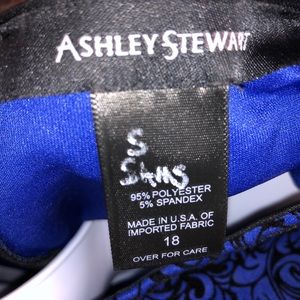 ASHLEY STEWART
S
95% POLYESTER
5% SPANDEX
MADE IN U.S.A. OF
IMPORTED FABRIC
18
OVER FOR CARE